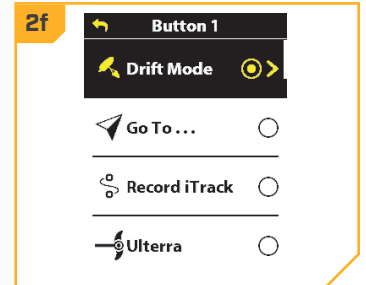 2f
Button 1
Drift Mode
Go To ...
Record iTrack
Ulterra